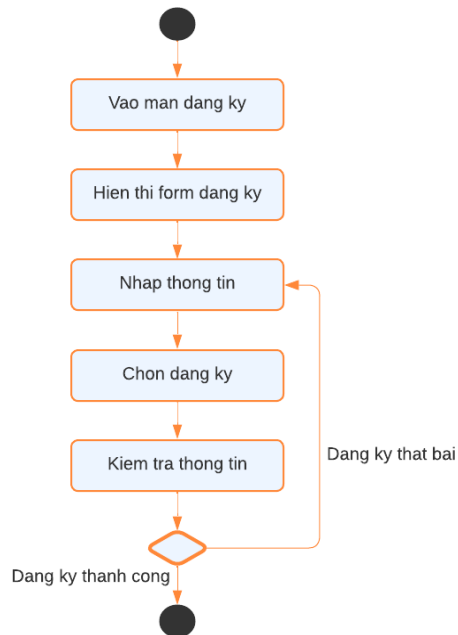 Vao man dang ky
Hien thi form dang ky
Nhap thong tin
Chon dang ky
Kiem tra thong tin
Dang ky that bai
Dang ky thanh cong